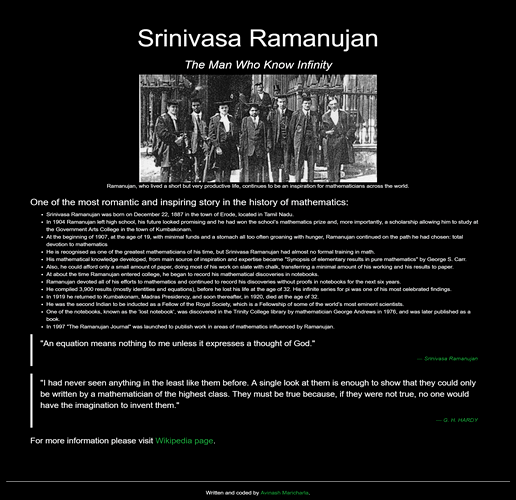 Srinivasa Ramanujan
The Man Who Know Infinity
Ramanujan, who lived a short but very productive life, continues to be an inspiration for mathematicians across the world.
One of the most romantic and inspiring story in the history of mathematics:
• Srinivasa Ramanujan was born on December 22, 1887 in the town of Erode, located in Tamil Nadu.
• In 1904 Ramanujan left high school, his future looked promising and he had won the school's mathematics prize and, more importantly, a scholarship allowing him to study at
the Government Arts College in the town of Kumbakonam.
• At the beginning of 1907, at the age of 19, with minimal funds and a stomach all too often groaning with hunger, Ramanujan continued on the path he had chosen: total
devotion to mathematics
• He is recognised as one of the greatest mathematicians of his time, but Srinivasa Ramanujan had almost no formal training in math.
• His mathematical knowledge developed, from main source of inspiration and expertise became "Synopsis of elementary results in pure mathematics" by George S. Carr.
• Also, he could afford only a small amount of paper, doing most of his work on slate with chalk, transferring a minimal amount of his working and his results to paper.
• At about the time Ramanujan entered college, he began to record his mathematical discoveries in notebooks.
• Ramanujan devoted all of his efforts to mathematics and continued to record his discoveries without proofs in notebooks for the next six years.
• He compiled 3,900 results (mostly identities and equations), before he lost his life at the age of 32. His infinite series for pi was one of his most celebrated findings.
• In 1919 he returned to Kumbakonam, Madras Presidency, and soon thereafter, in 1920, died at the age of 32.
• He was the second Indian to be inducted as a Fellow of the Royal Society, which is a Fellowship of some of the world's most eminent scientists.
• One of the notebooks, known as the 'lost notebook', was discovered in the Trinity College library by mathematician George Andrews in 1976, and was later published as a
book.
• In 1997 "The Ramanujan Journal" was launched to publish work in areas of mathematics influenced by Ramanujan.
"An equation means nothing to me unless it expresses a thought of God."
— Srinivasa Ramanujan
"I had never seen anything in the least like them before. A single look at them is enough to show that they could only
be written by a mathematician of the highest class. They must be true because, if they were not true, no one would
have the imagination to invent them."
— G. H. HARDY
For more information please visit Wikipedia page.
Written and coded by Avinash Mancharla.